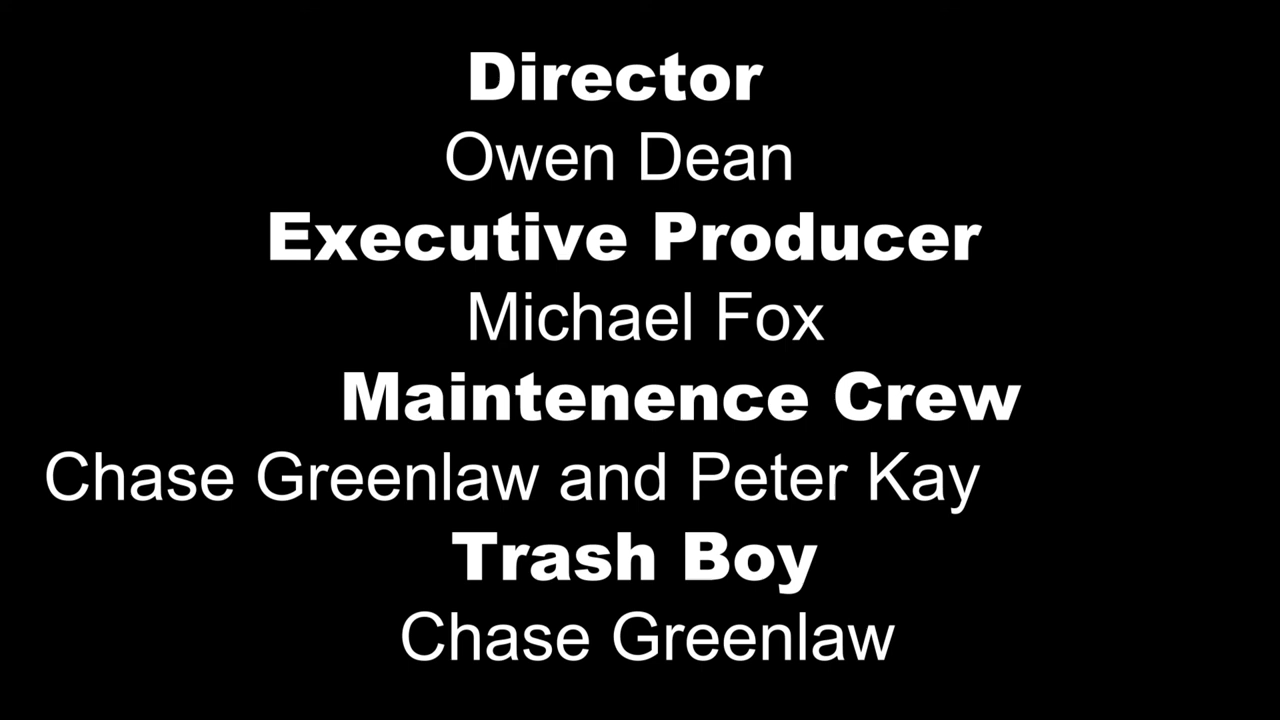 Director
Owen Dean
Executive Producer
Michael Fox
Maintenence Crew
Chase Greenlaw and Peter Kay
Trash Boy
Chase Greenlaw